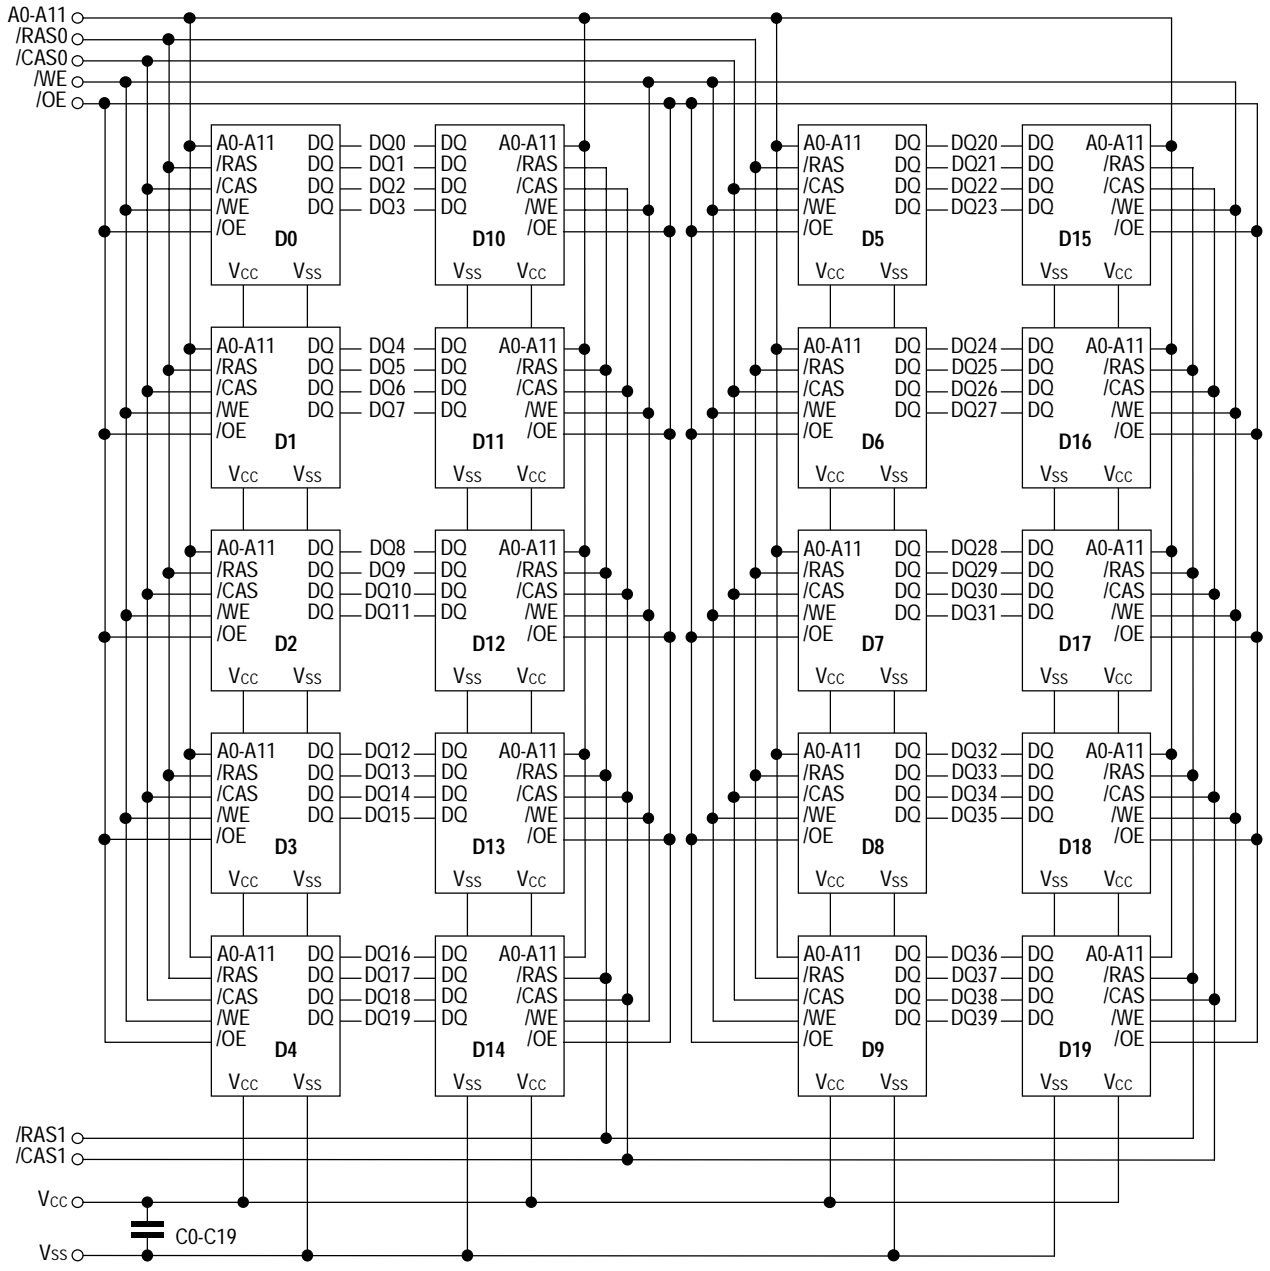 A0-A11
/RAS0
/CAS0
/WE
/OE
A0-A11 DQ DQ0 DQ A0-A11 A0-A11 DQ DQ20 DQ A0-A11
/RAS DQ DQ1 DQ /RAS /RAS DQ DQ21 DQ /RAS
/CAS DQ DQ2 DQ /CAS /CAS DQ DQ22 DQ /CAS
/WE DQ DQ3 DQ /WE /WE DQ DQ23 DQ /WE
/OE /OE /OE /OE
D0 D10 D5 D15
Vcc Vss Vss Vcc Vcc Vss Vss Vcc
A0-A11 DQ DQ4 DQ A0-A11 A0-A11 DQ DQ24 DQ A0-A11
/RAS DQ DQ5 DQ /RAS /RAS DQ DQ25 DQ /RAS
/CAS DQ DQ6 DQ /CAS /CAS DQ DQ26 DQ /CAS
/WE DQ DQ7 DQ /WE /WE DQ DQ27 DQ /WE
/OE /OE /OE /OE
D1 D11 D6 D16
Vcc Vss Vss Vcc Vcc Vss Vss Vcc
A0-A11 DQ DQ8 DQ A0-A11 A0-A11 DQ DQ28 DQ A0-A11
/RAS DQ DQ9 DQ /RAS /RAS DQ DQ29 DQ /RAS
/CAS DQ DQ10 DQ /CAS /CAS DQ DQ30 DQ /CAS
/WE DQ DQ11 DQ /WE /WE DQ DQ31 DQ /WE
/OE /OE /OE /OE
D2 D12 D7 D17
Vcc Vss Vss Vcc Vcc Vss Vss Vcc
A0-A11 DQ DQ12 DQ A0-A11 A0-A11 DQ DQ32 DQ A0-A11
/RAS DQ DQ13 DQ /RAS /RAS DQ DQ33 DQ /RAS
/CAS DQ DQ14 DQ /CAS /CAS DQ DQ34 DQ /CAS
/WE DQ DQ15 DQ /WE /WE DQ DQ35 DQ /WE
/OE /OE /OE /OE
D3 D13 D8 D18
Vcc Vss Vss Vcc Vcc Vss Vss Vcc
A0-A11 DQ DQ16 DQ A0-A11 A0-A11 DQ DQ36 DQ A0-A11
/RAS DQ DQ17 DQ /RAS /RAS DQ DQ37 DQ /RAS
/CAS DQ DQ18 DQ /CAS /CAS DQ DQ38 DQ /CAS
/WE DQ DQ19 DQ /WE /WE DQ DQ39 DQ /WE
/OE /OE /OE /OE
D4 D14 D9 D19
Vcc Vss Vss Vcc Vcc Vss Vss Vcc
/RAS1
/CAS1
Vcc
C0-C19
Vss